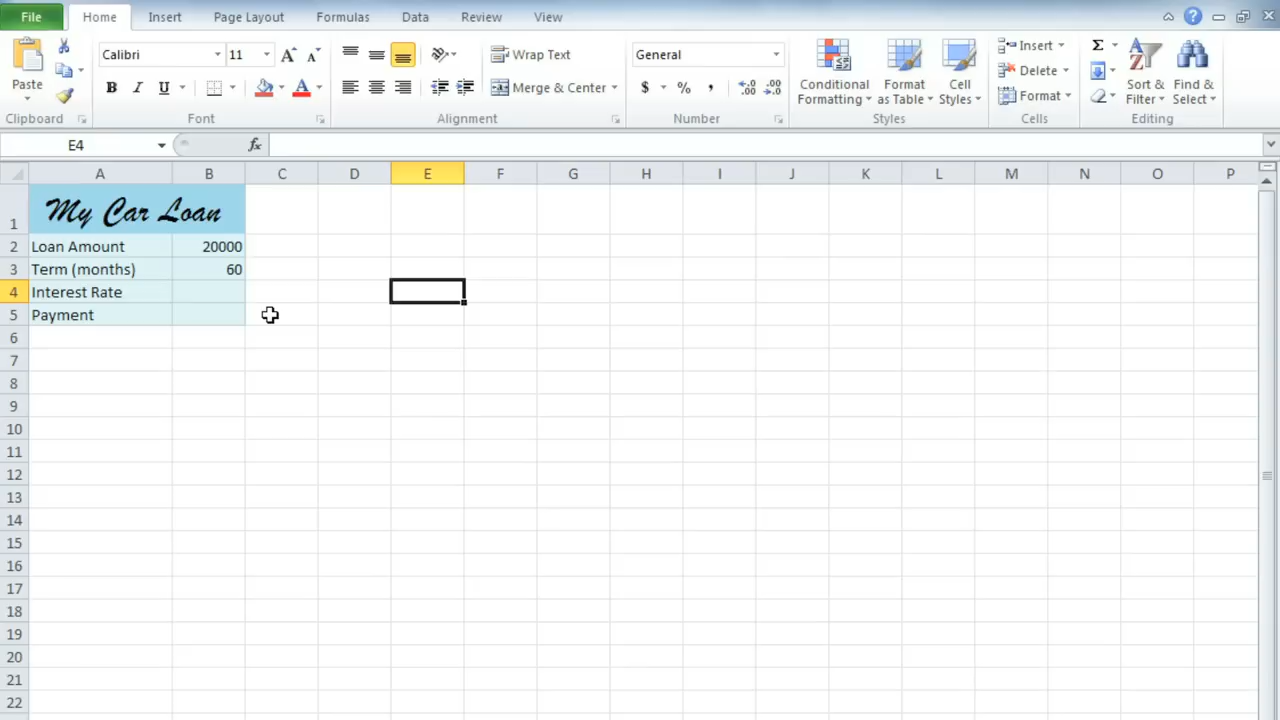 File Home Insert Page Layout Formulas Data Review View
Calibri 11 A A Wrap Text General Insert Σ
Paste B I U A Merge & Center $ % , .00 .0 Conditional Formatting Format as Table Cell Styles Delete Format Sort & Filter Find & Select
Clipboard Font Alignment Number Styles Cells Editing
E4 fx
A B C D E F G H I J K L M N O P
1 My Car Loan
2 Loan Amount 20000
3 Term (months) 60
4 Interest Rate
5 Payment
6
7
8
9
10
11
12
13
14
15
16
17
18
19
20
21
22